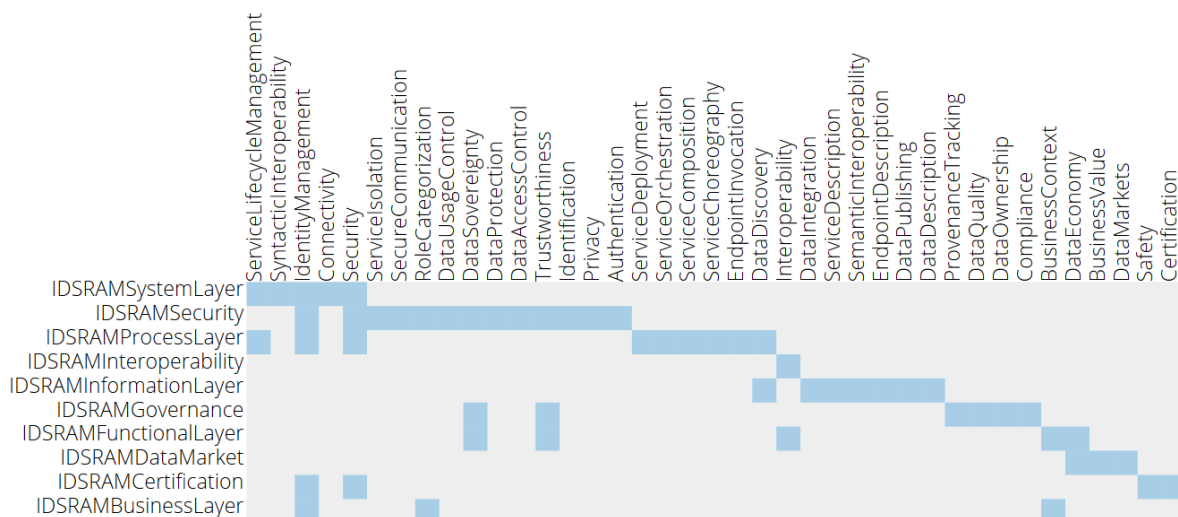 ServiceLifecycleManagement
SyntacticInteroperability
IdentityManagement
Connectivity
Security
ServiceIsolation
SecureCommunication
RoleCategorization
DataUsageControl
DataSovereignty
DataProtection
DataAccessControl
Trustworthiness
Identification
Privacy
Authentication
ServiceDeployment
ServiceOrchestration
ServiceComposition
ServiceChoreography
EndpointInvocation
DataDiscovery
Interoperability
DataIntegration
ServiceDescription
SemanticInteroperability
EndpointDescription
DataPublishing
DataDescription
ProvenanceTracking
DataQuality
DataOwnership
Compliance
BusinessContext
DataEconomy
BusinessValue
DataMarkets
Safety
Certification
IDSRAMSystemLayer
IDSRAMSecurity
IDSRAMProcessLayer
IDSRAMInteroperability
IDSRAMInformationLayer
IDSRAMGovernance
IDSRAMFunctionalLayer
IDSRAMDataMarket
IDSRAMCertification
IDSRAMBusinessLayer